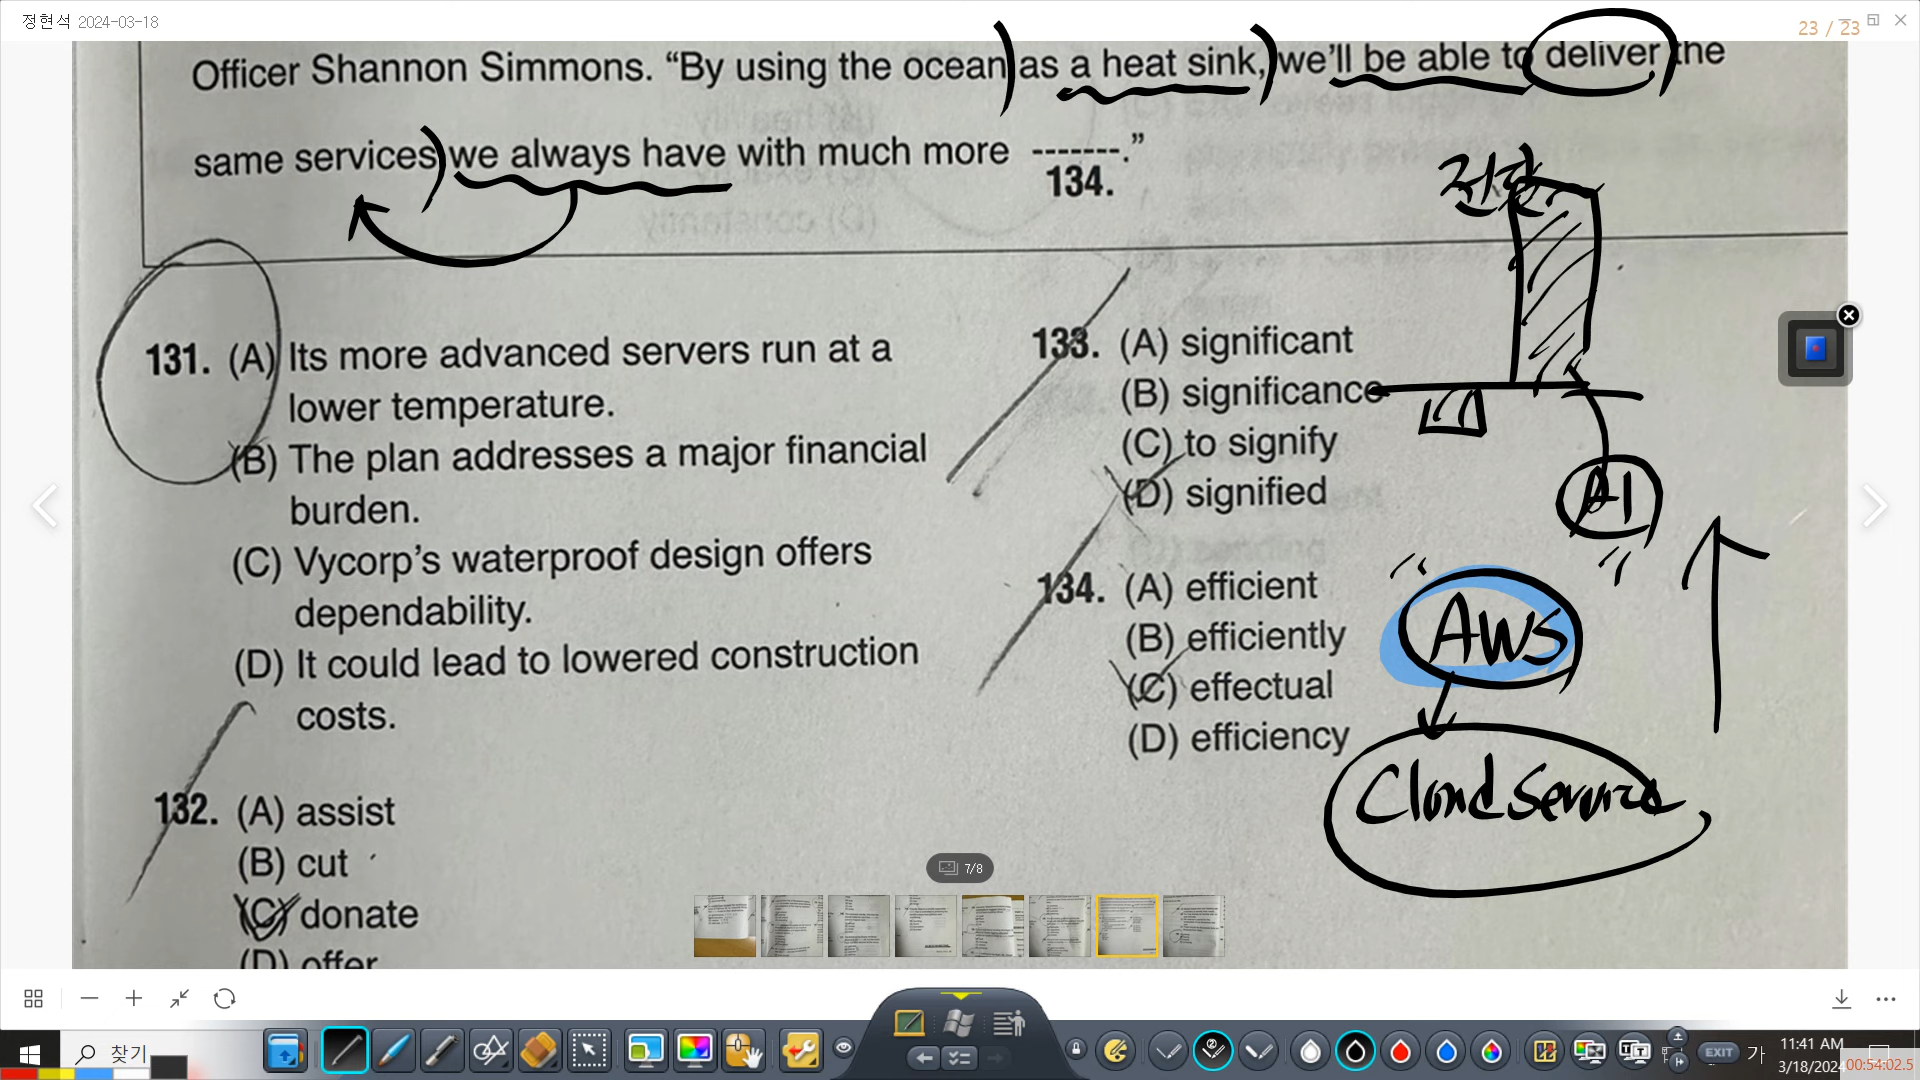 정현석 2024-03-18
23 / 23
Officer Shannon Simmons. “By using the ocean as a heat sink, we’ll be able to deliver the
same services we always have with much more -------.”
134.
전항
131. (A) Its more advanced servers run at a
lower temperature.
(B) The plan addresses a major financial
burden.
(C) Vycorp’s waterproof design offers
dependability.
(D) It could lead to lowered construction
costs.
132. (A) assist
(B) cut
(C) donate
(D) offer
133. (A) significant
(B) significance
(C) to signify
(D) signified
134. (A) efficient
(B) efficiently
(C) effectual
(D) efficiency
AI
AWS
Cloud Service
7/8
찾기
EXIT
가
11:41 AM
3/18/2024
00:54:02.5